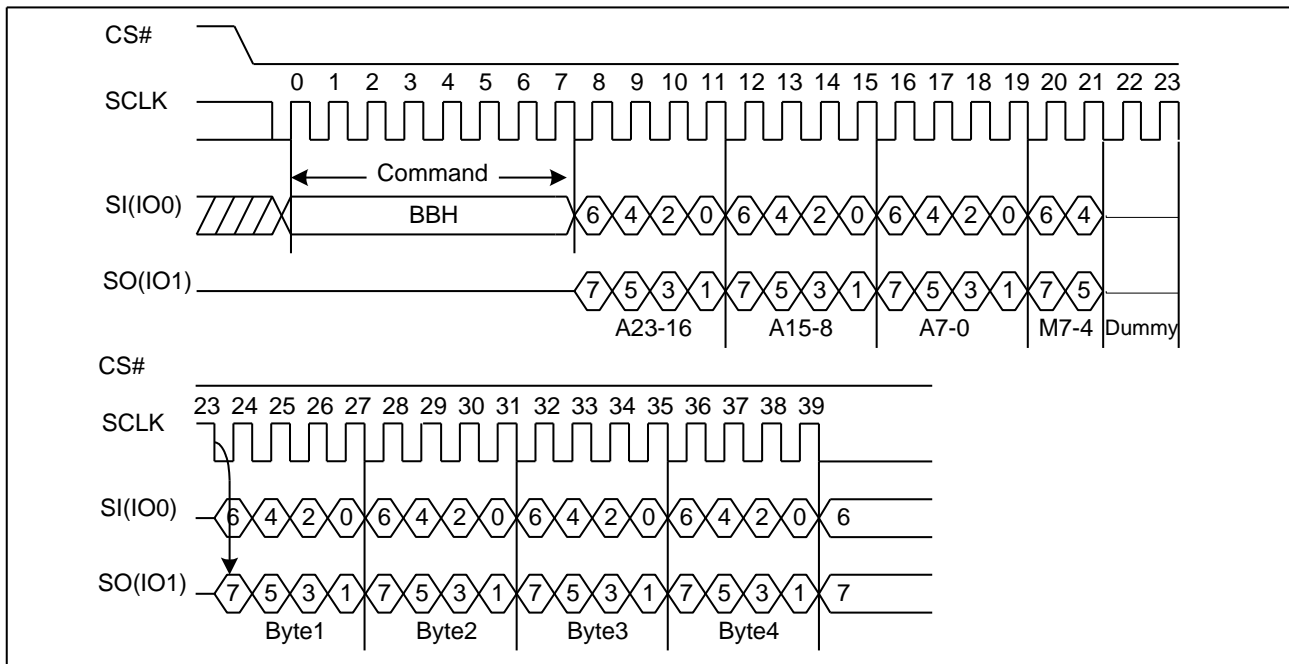 CS#
0 1 2 3 4 5 6 7 8 9 10 11 12 13 14 15 16 17 18 19 20 21 22 23
SCLK
Command
SI(IO0)
BBH 6 4 2 0 6 4 2 0 6 4 2 0 6 4
SO(IO1)
7 5 3 1 7 5 3 1 7 5 3 1 7 5
A23-16 A15-8 A7-0 M7-4 Dummy
CS#
23 24 25 26 27 28 29 30 31 32 33 34 35 36 37 38 39
SCLK
SI(IO0)
6 4 2 0 6 4 2 0 6 4 2 0 6 4 2 0 6
SO(IO1)
7 5 3 1 7 5 3 1 7 5 3 1 7 5 3 1 7
Byte1 Byte2 Byte3 Byte4